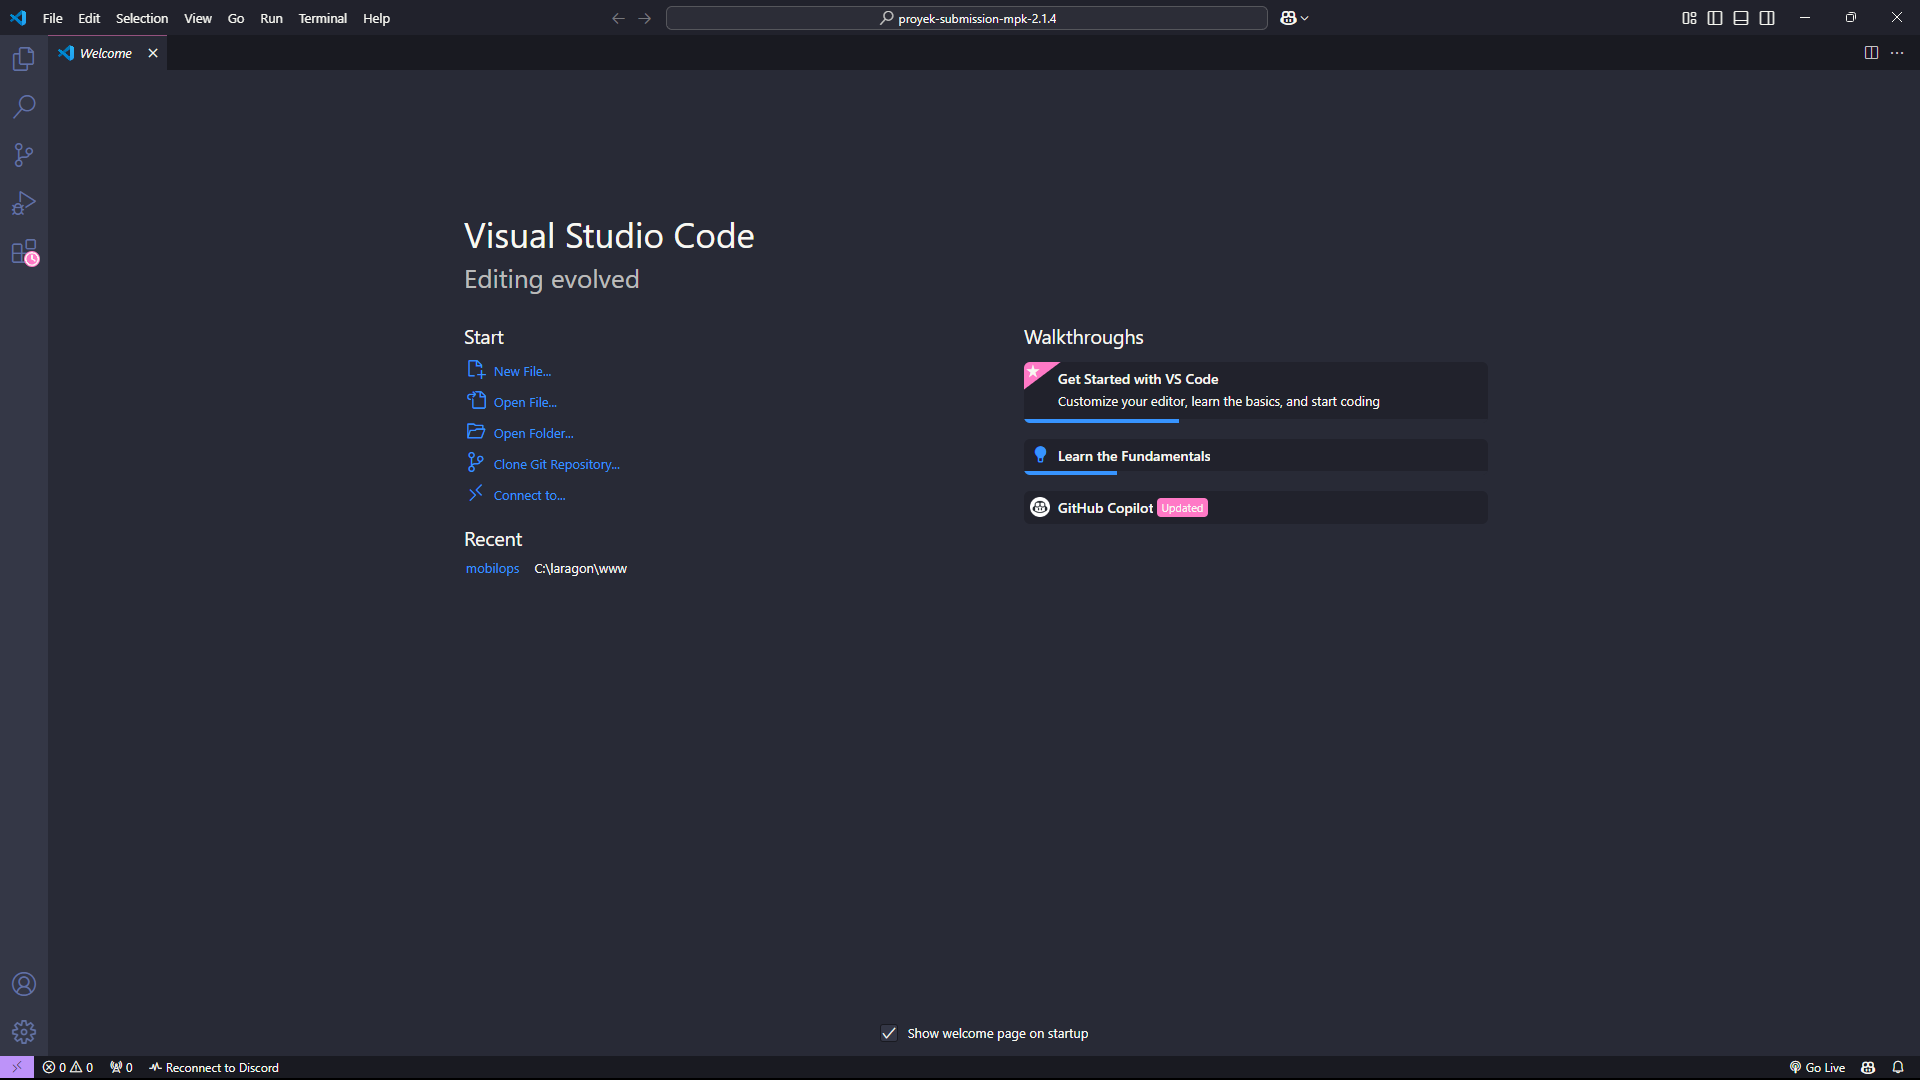 File Edit Selection View Go Run Terminal Help
proyek-submission-mpk-2.1.4
Welcome
Visual Studio Code
Editing evolved
Start
New File...
Open File...
Open Folder...
Clone Git Repository...
Connect to...
Recent
mobilops C:\laragon\www
Walkthroughs
Get Started with VS Code
Customize your editor, learn the basics, and start coding
Learn the Fundamentals
GitHub Copilot Updated
Show welcome page on startup
0 0 0 Reconnect to Discord
Go Live